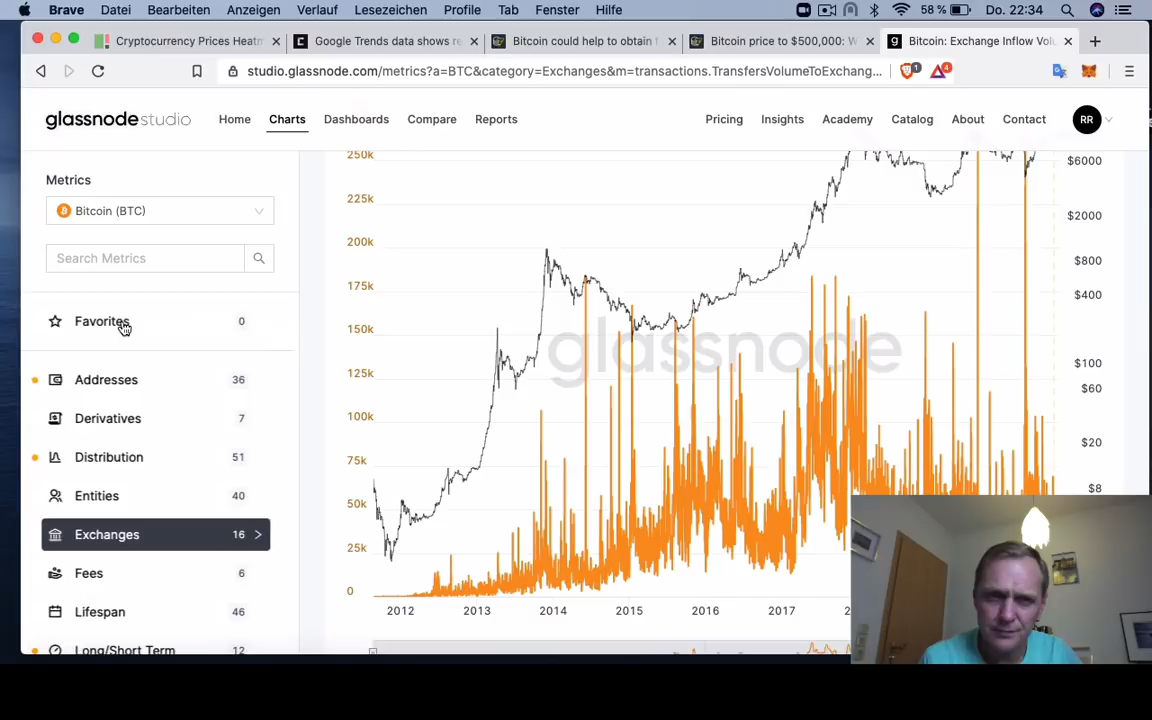 Brave Datei Bearbeiten Anzeigen Verlauf Lesezeichen Profile Tab Fenster Hilfe 58 % Do. 22:34
Cryptocurrency Prices Heatm
Google Trends data shows re
Bitcoin could help to obtain f
Bitcoin price to $500,000: W
Bitcoin: Exchange Inflow Volu
studio.glassnode.com/metrics?a=BTC&category=Exchanges&m=transactions.TransfersVolumeToExchang...
1
4
glassnodestudio Home Charts Dashboards Compare Reports Pricing Insights Academy Catalog About Contact RR
Metrics
Bitcoin (BTC)
Search Metrics
Favorites 0
Addresses 36
Derivatives 7
Distribution 51
Entities 40
Exchanges 16
Fees 6
Lifespan 46
Long/Short Term 12
250k
225k
200k
175k
150k
125k
100k
75k
50k
25k
0
glassnode
$6000
$2000
$800
$400
$100
$60
$20
$8
2012 2013 2014 2015 2016 2017 2